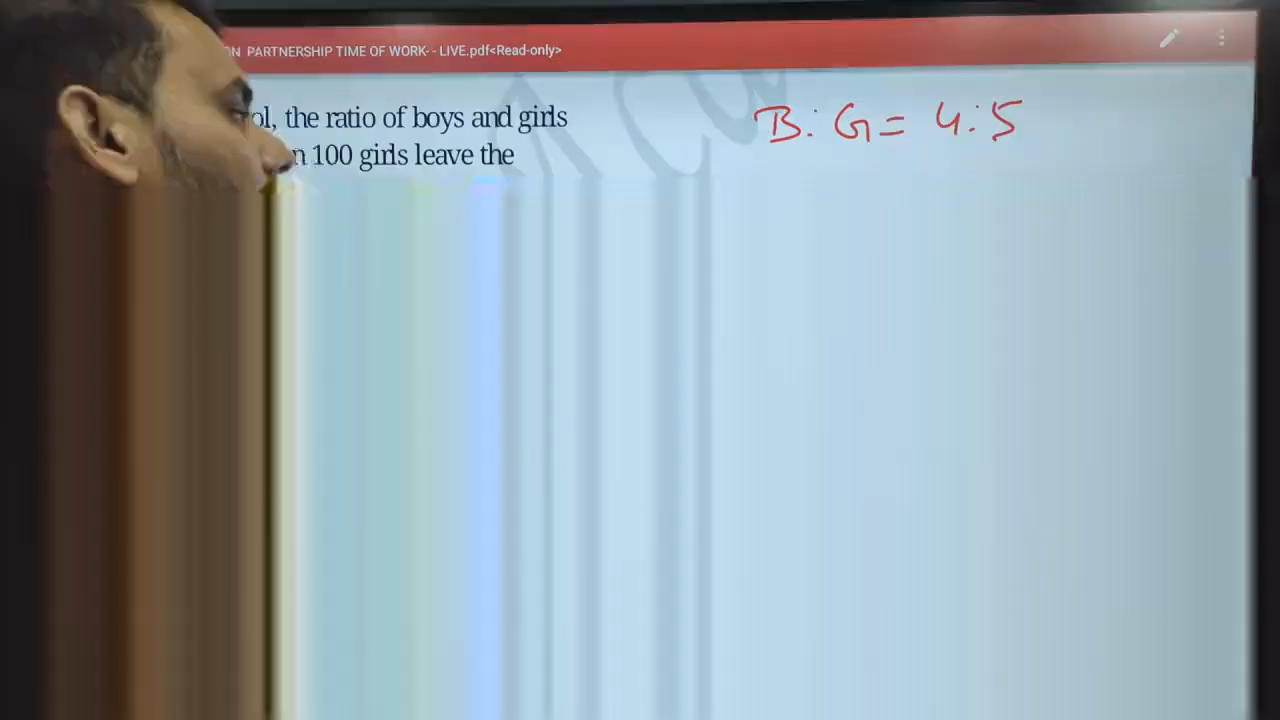 PARTNERSHIP TIME OF WORK- - LIVE.pdf<Read-only>
the ratio of boys and girls
100 girls leave the
B : G = 4 : 5